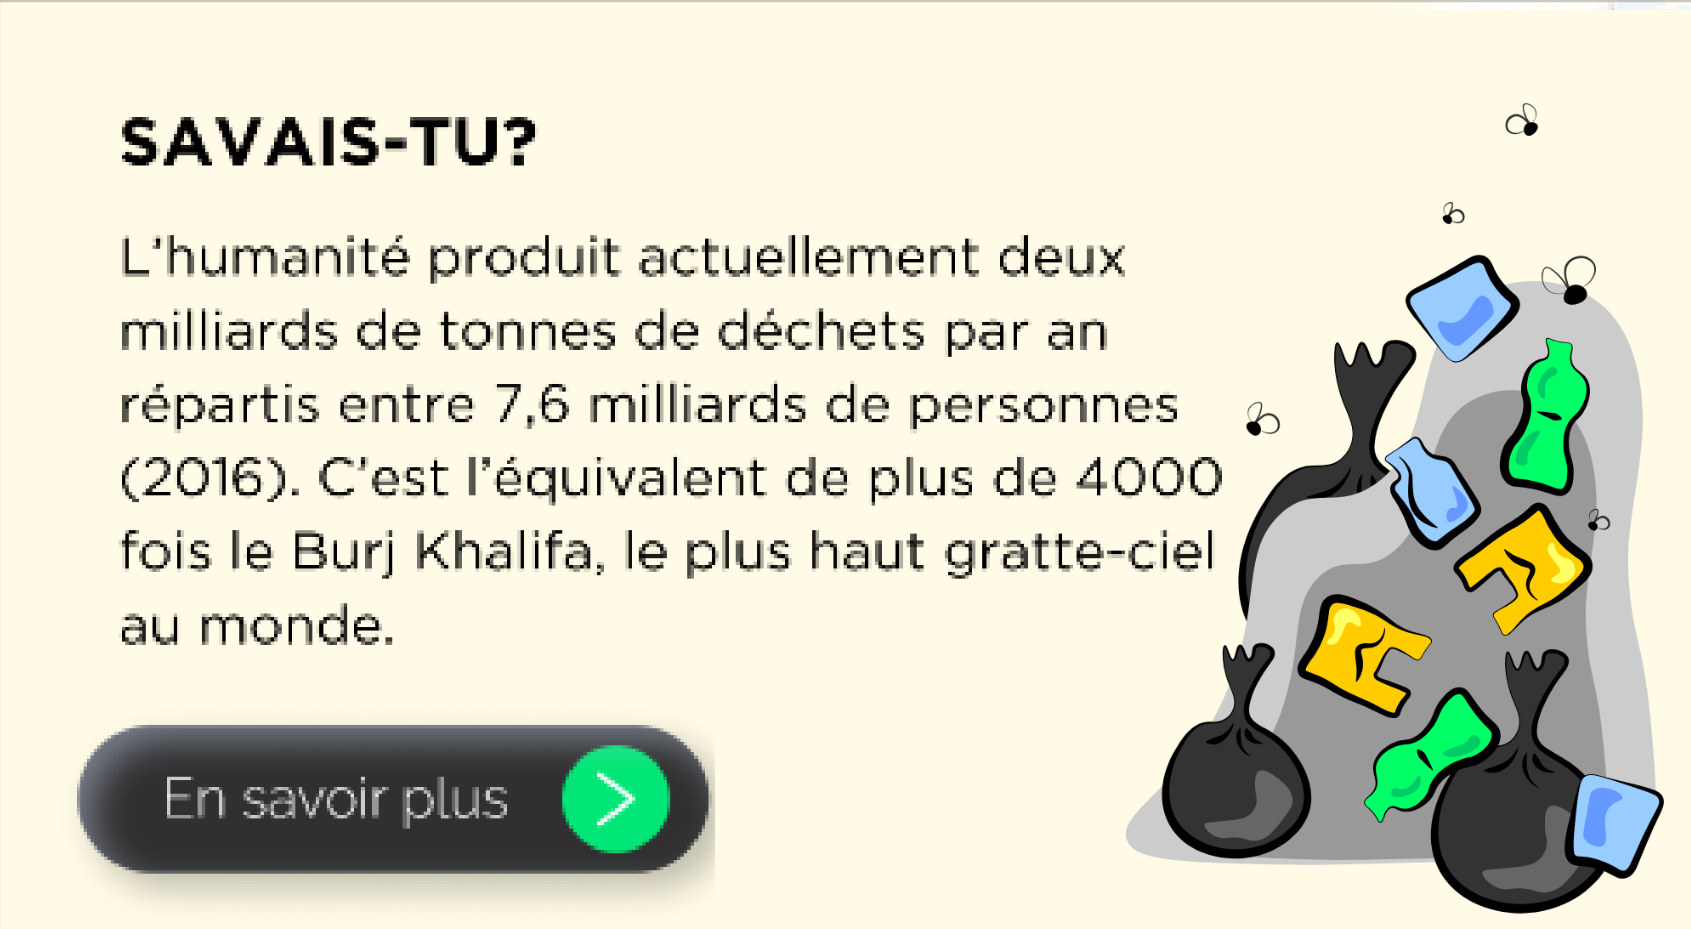 SAVAIS-TU?
L'humanité produit actuellement deux
milliards de tonnes de déchets par an
répartis entre 7,6 milliards de personnes
(2016). C'est l'équivalent de plus de 4000
fois le Burj Khalifa, le plus haut gratte-ciel
au monde.
En savoir plus